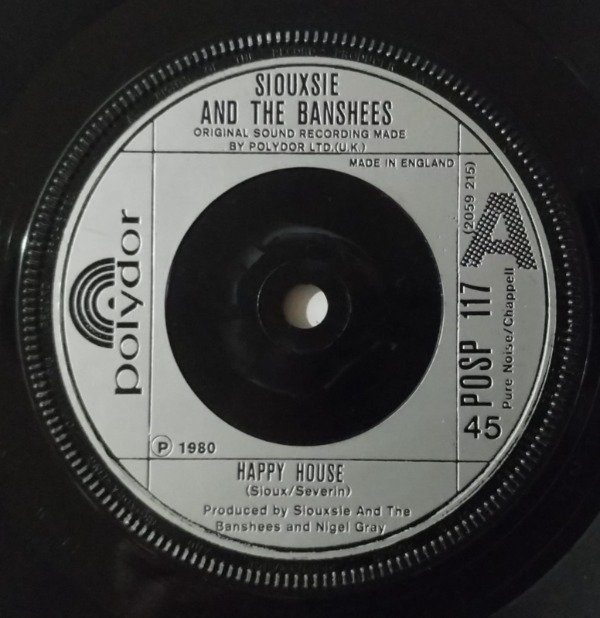 SIOUXSIE
AND THE BANSHEES
ORIGINAL SOUND RECORDING MADE
BY POLYDOR LTD.(U.K.)
MADE IN ENGLAND
polydor
(2059 215)
A
POSP 117
Pure Noise/Chappell
45
℗ 1980
HAPPY HOUSE
(Sioux/Severin)
Produced by Siouxsie And The
Banshees and Nigel Gray